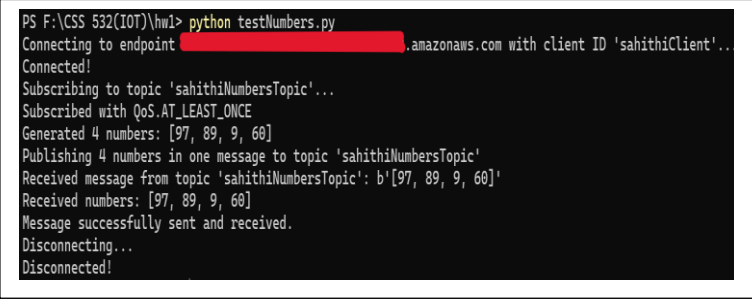 PS F:\CSS 532(IOT)\hw1> python testNumbers.py
Connecting to endpoint .amazonaws.com with client ID 'sahithiClient'...
Connected!
Subscribing to topic 'sahithiNumbersTopic'...
Subscribed with QoS.AT_LEAST_ONCE
Generated 4 numbers: [97, 89, 9, 60]
Publishing 4 numbers in one message to topic 'sahithiNumbersTopic'
Received message from topic 'sahithiNumbersTopic': b'[97, 89, 9, 60]'
Received numbers: [97, 89, 9, 60]
Message successfully sent and received.
Disconnecting...
Disconnected!